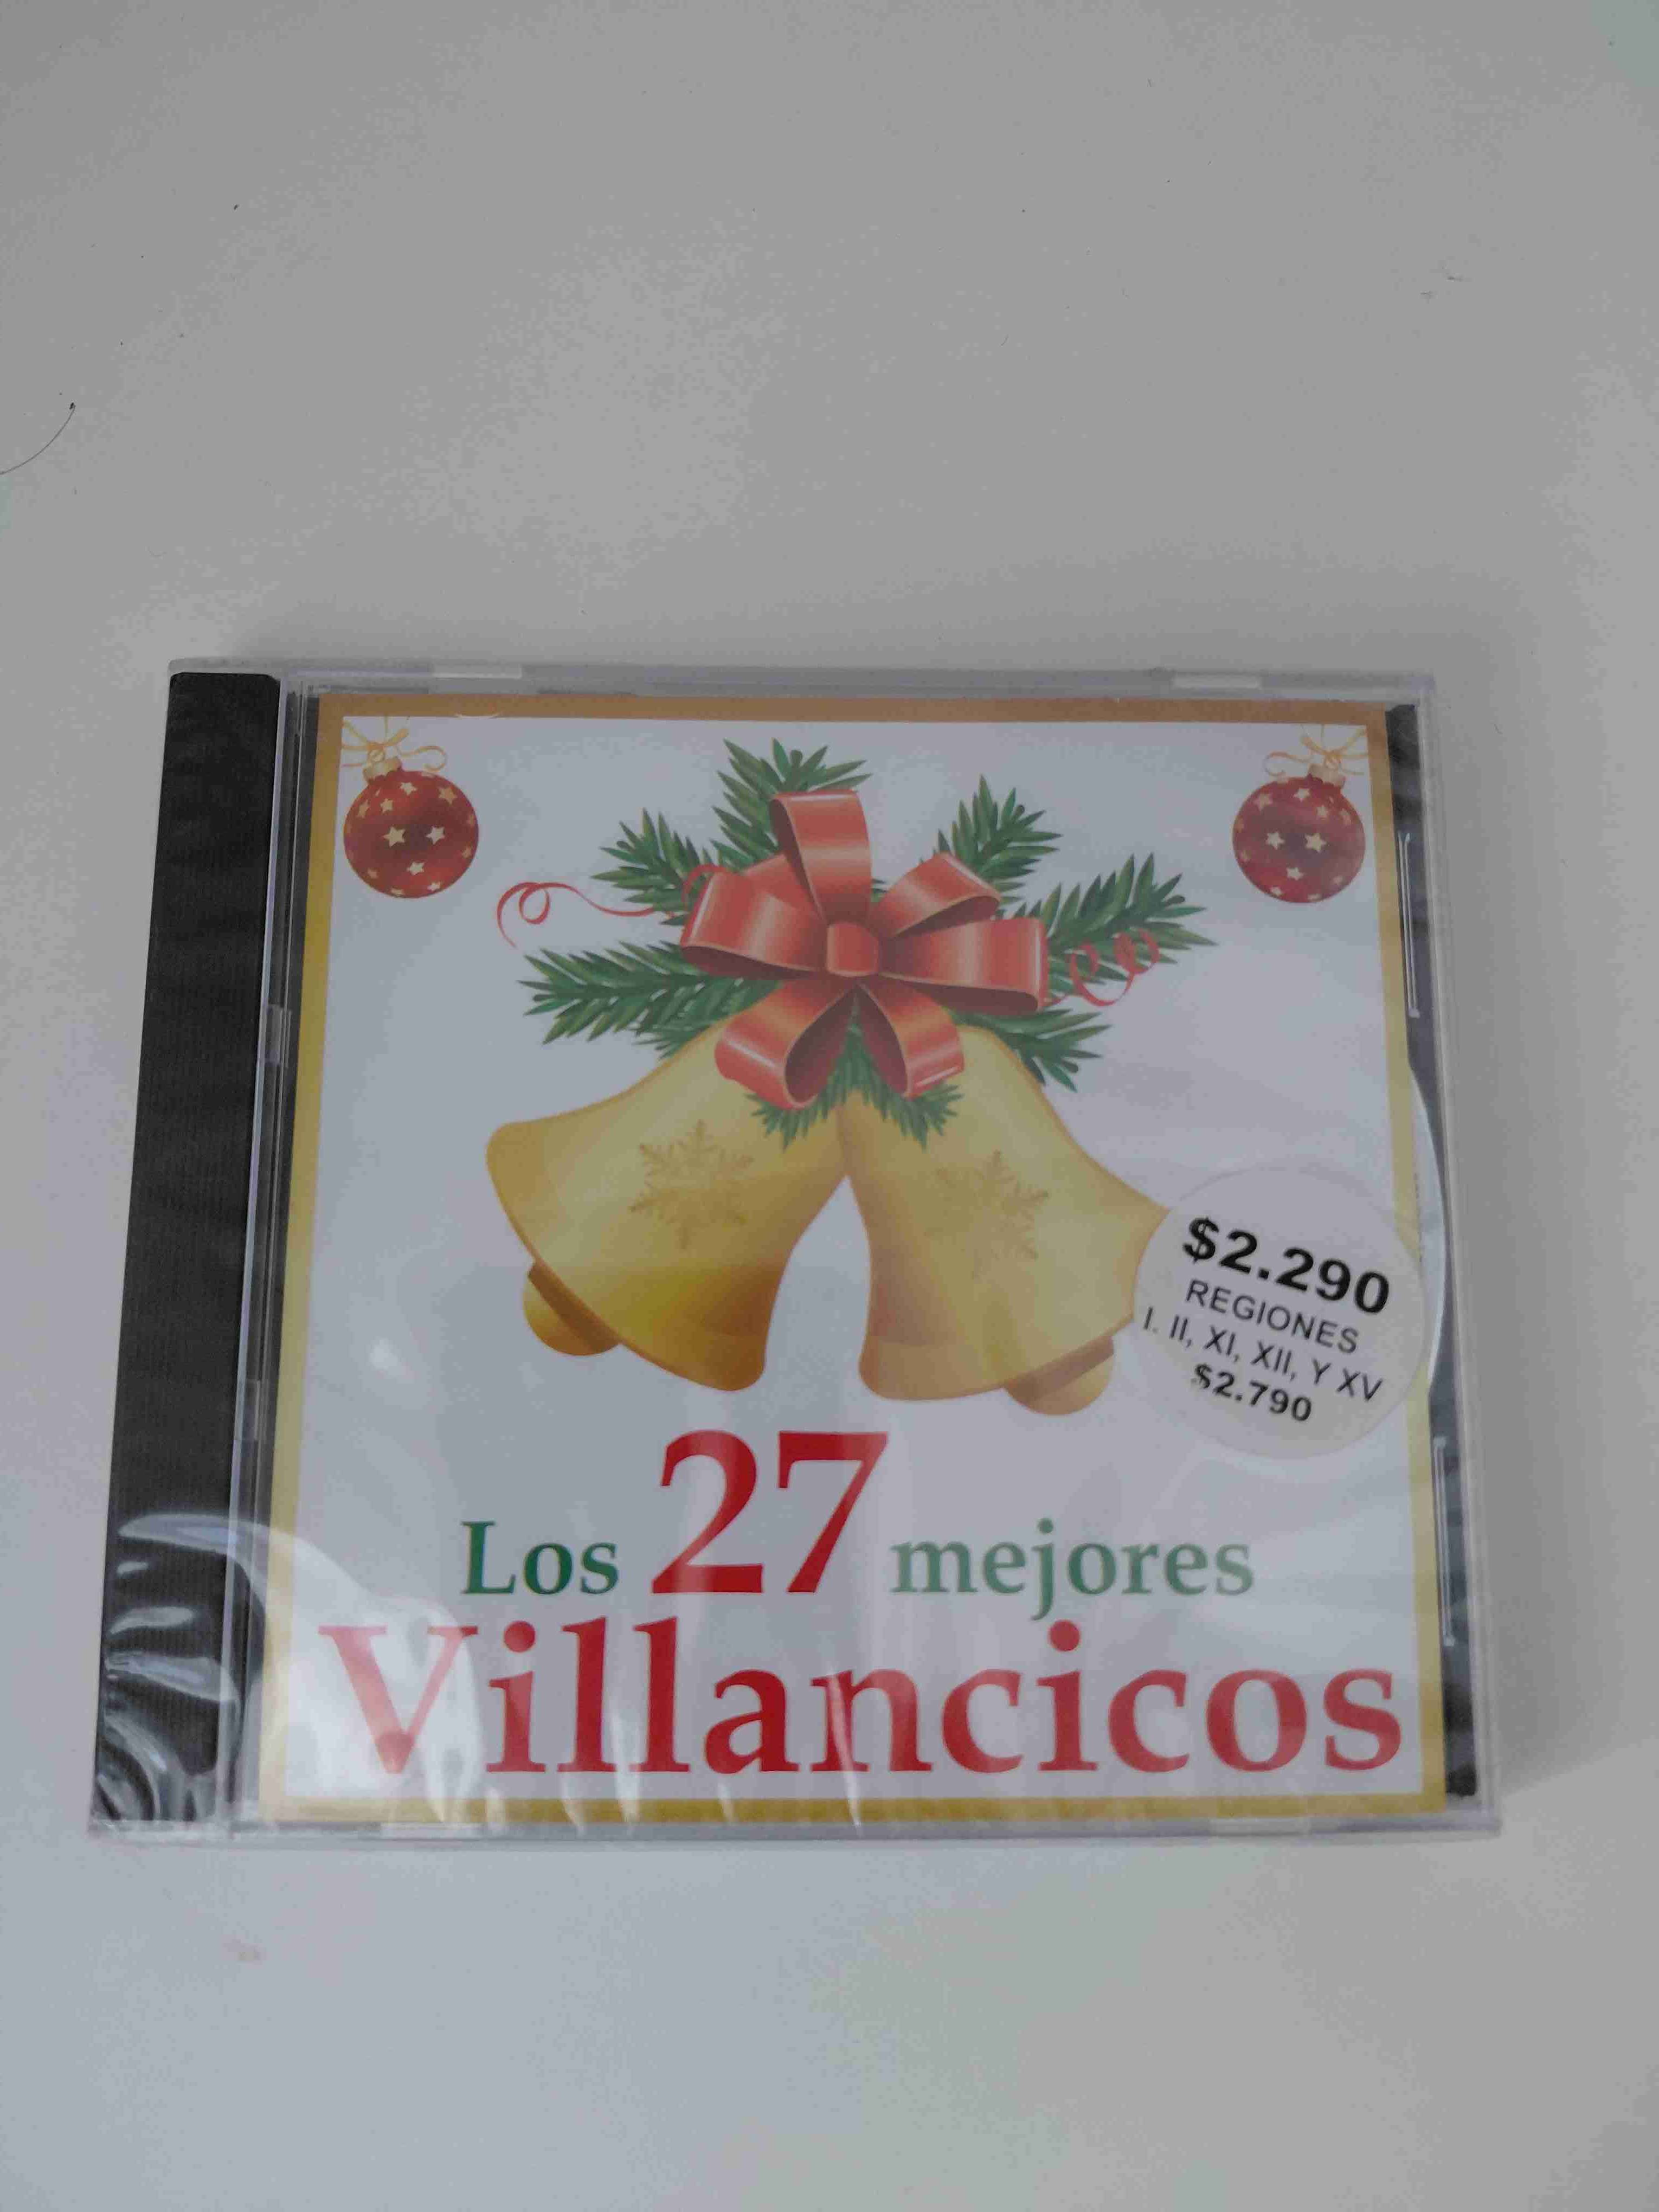 $2.290
REGIONES
I. II, XI, XII, Y XV
$2.790
Los 27 mejores
Villancicos